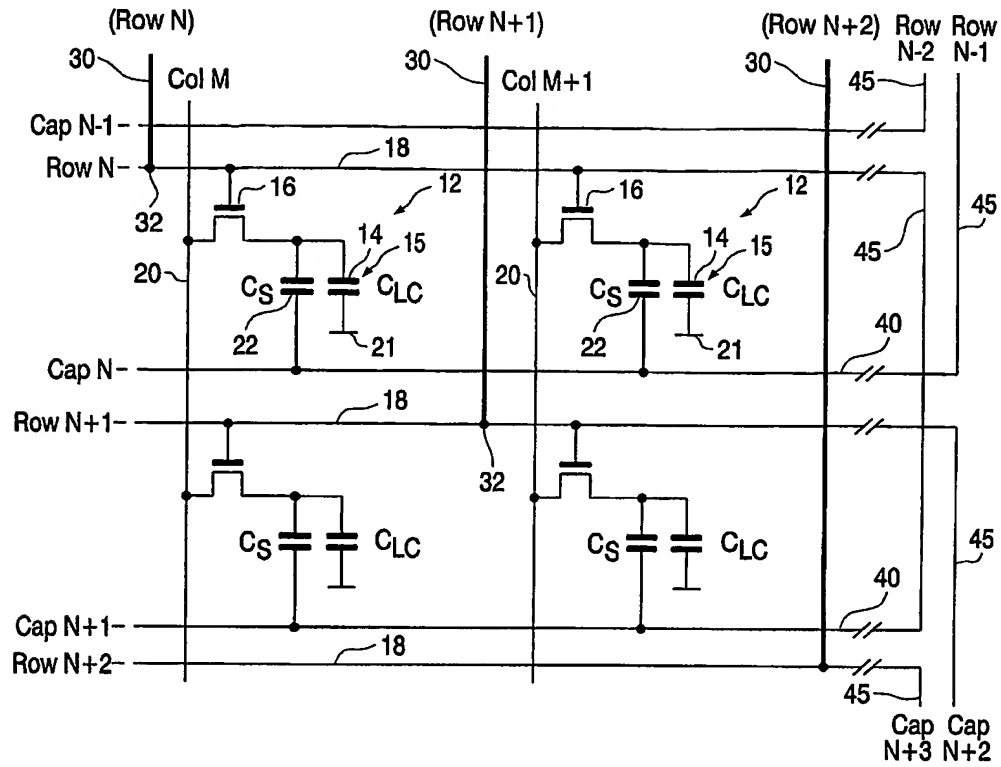 (Row N) (Row N+1) (Row N+2) Row Row
N-2 N-1
30 Col M 30 Col M+1 30 45
Cap N-1
Row N 18
16 12 16 12
32 45 45
14 15 14 15
20 CS CLC 20 CS CLC
22 21 22 21
40
Cap N
Row N+1 18
32
CS CLC CS CLC 45
40
Cap N+1
Row N+2 18
45
Cap Cap
N+3 N+2